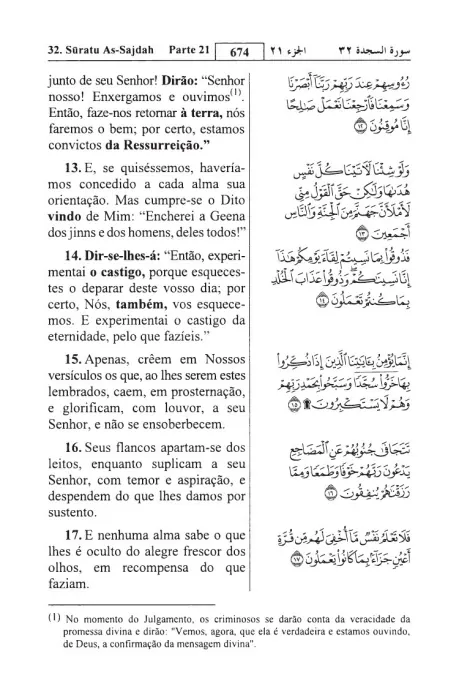 32. Sūratu As-Sajdah Parte 21 674 الجزء ٢١ سورة السجدة ٣٢
junto de seu Senhor! Dirão: “Senhor
nosso! Enxergamos e ouvimos(1).
Então, faze-nos retornar à terra, nós
faremos o bem; por certo, estamos
convictos da Ressurreição.”
13. E, se quiséssemos, havería-
mos concedido a cada alma sua
orientação. Mas cumpre-se o Dito
vindo de Mim: “Encherei a Geena
dos jinns e dos homens, deles todos!”
14. Dir-se-lhes-á: “Então, experi-
mentai o castigo, porque esqueces-
tes o deparar deste vosso dia; por
certo, Nós, também, vos esquece-
mos. E experimentai o castigo da
eternidade, pelo que fazíeis.”
15. Apenas, crêem em Nossos
versículos os que, ao lhes serem estes
lembrados, caem, em prosternação,
e glorificam, com louvor, a seu
Senhor, e não se ensoberbecem.
16. Seus flancos apartam-se dos
leitos, enquanto suplicam a seu
Senhor, com temor e aspiração, e
despendem do que lhes damos por
sustento.
17. E nenhuma alma sabe o que
lhes é oculto do alegre frescor dos
olhos, em recompensa do que
faziam.
رُءُوسِهِمْ عِندَ رَبِّهِمْ رَبَّنَآ أَبْصَرْنَا
وَسَمِعْنَا فَٱرْجِعْنَا نَعْمَلْ صَـٰلِحًا
إِنَّا مُوقِنُونَ ١٢
وَلَوْ شِئْنَا لَأَتَيْنَا كُلَّ نَفْسٍ
هُدَىٰهَا وَلَـٰكِنْ حَقَّ ٱلْقَوْلُ مِنِّى
لَأَمْلَأَنَّ جَهَنَّمَ مِنَ ٱلْجِنَّةِ وَٱلنَّاسِ
أَجْمَعِينَ ١٣
فَذُوقُوا۟ بِمَا نَسِيتُمْ لِقَآءَ يَوْمِكُمْ هَـٰذَآ
إِنَّا نَسِينَـٰكُمْ ۖ وَذُوقُوا۟ عَذَابَ ٱلْخُلْدِ
بِمَا كُنتُمْ تَعْمَلُونَ ١٤
إِنَّمَا يُؤْمِنُ بِـَٔايَـٰتِنَا ٱلَّذِينَ إِذَا ذُكِّرُوا۟
بِهَا خَرُّوا۟ سُجَّدًا وَسَبَّحُوا۟ بِحَمْدِ رَبِّهِمْ
وَهُمْ لَا يَسْتَكْبِرُونَ ۩ ١٥
تَتَجَافَىٰ جُنُوبُهُمْ عَنِ ٱلْمَضَاجِعِ
يَدْعُونَ رَبَّهُمْ خَوْفًا وَطَمَعًا وَمِمَّا
رَزَقْنَـٰهُمْ يُنفِقُونَ ١٦
فَلَا تَعْلَمُ نَفْسٌ مَّآ أُخْفِىَ لَهُم مِّن قُرَّةِ
أَعْيُنٍ جَزَآءًۢ بِمَا كَانُوا۟ يَعْمَلُونَ ١٧
(1) No momento do Julgamento, os criminosos se darão conta da veracidade da
promessa divina e dirão: "Vemos, agora, que ela é verdadeira e estamos ouvindo,
de Deus, a confirmação da mensagem divina".